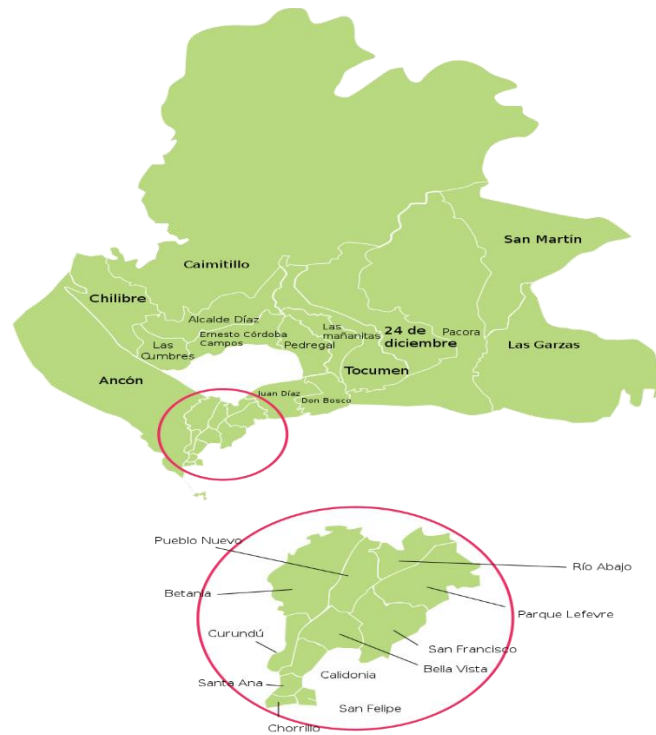 San Martín
Caimitillo
Chilibre
Alcalde Díaz
Las
mañanitas
24 de
diciembre
Pacora
Ernesto Córdoba
Campos
Las
Cumbres
Pedregal
Las Garzas
Tocumen
Ancón
Juan Díaz
Don Bosco
Pueblo Nuevo
Río Abajo
Betania
Parque Lefevre
Curundú
San Francisco
Bella Vista
Calidonia
Santa Ana
San Felipe
Chorrillo